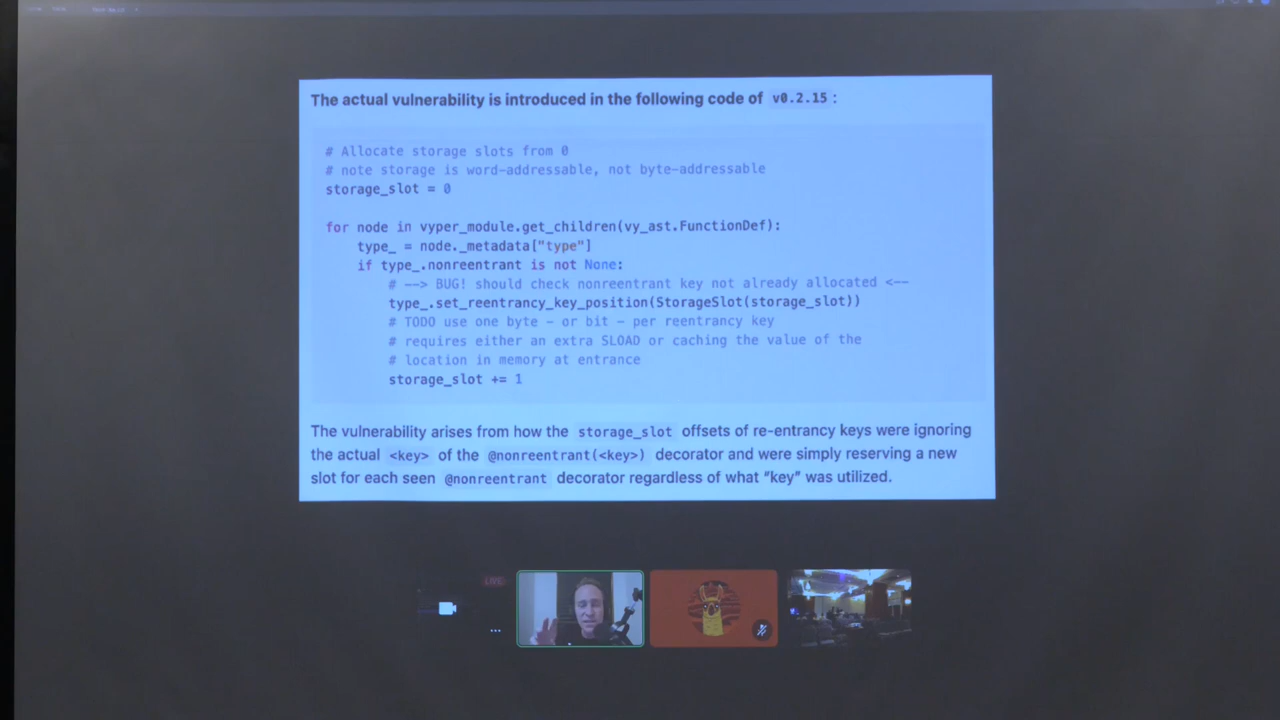 The actual vulnerability is introduced in the following code of v0.2.15 :
# Allocate storage slots from 0
# note storage is word-addressable, not byte-addressable
storage_slot = 0
for node in vyper_module.get_children(vy_ast.FunctionDef):
type_ = node._metadata["type"]
if type_.nonreentrant is not None:
# --> BUG! should check nonreentrant key not already allocated <--
type_.set_reentrancy_key_position(StorageSlot(storage_slot))
# TODO use one byte - or bit - per reentrancy key
# requires either an extra SLOAD or caching the value of the
# location in memory at entrance
storage_slot += 1
The vulnerability arises from how the storage_slot offsets of re-entrancy keys were ignoring
the actual <key> of the @nonreentrant(<key>) decorator and were simply reserving a new
slot for each seen @nonreentrant decorator regardless of what “key” was utilized.
LIVE